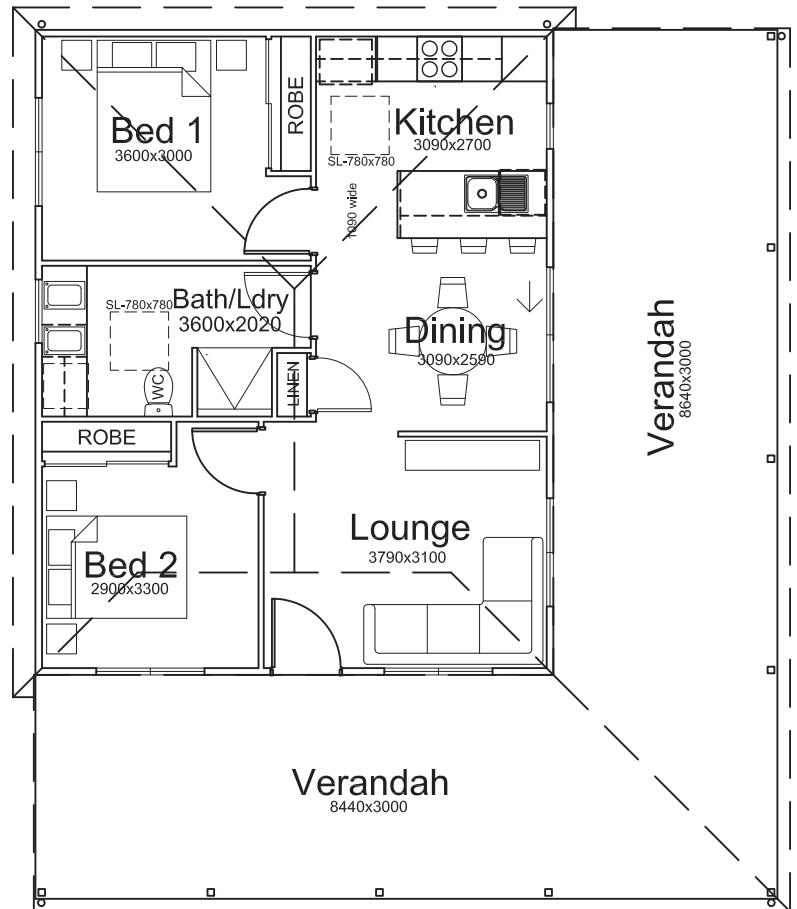 Bed 1
3600x3000
ROBE
Kitchen
3090x2700
SL-780x780
1090 wide
SL-780x780
Bath/Ldry
3600x2020
WC
LINEN
Dining
3090x2590
Verandah
8640x3000
ROBE
Bed 2
2900x3300
Lounge
3790x3100
Verandah
8440x3000